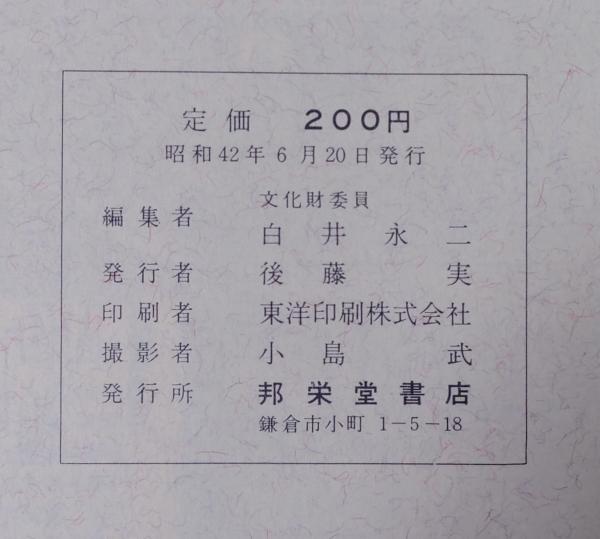 定価 200円
昭和42年6月20日発行
編集者 文化財委員
白井永二
発行者 後藤実
印刷者 東洋印刷株式会社
撮影者 小島武
発行所 邦栄堂書店
鎌倉市小町 1-5-18